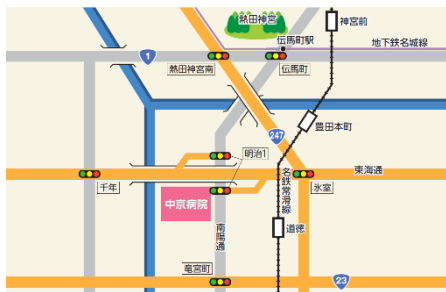 熱田神宮
神宮前
伝馬町駅
地下鉄名城線
1
熱田神宮南
伝馬町
247
豊田本町
明治1
東海通
千年
氷室
中京病院
名鉄常滑線
南陽通
道徳
竜宮町
23